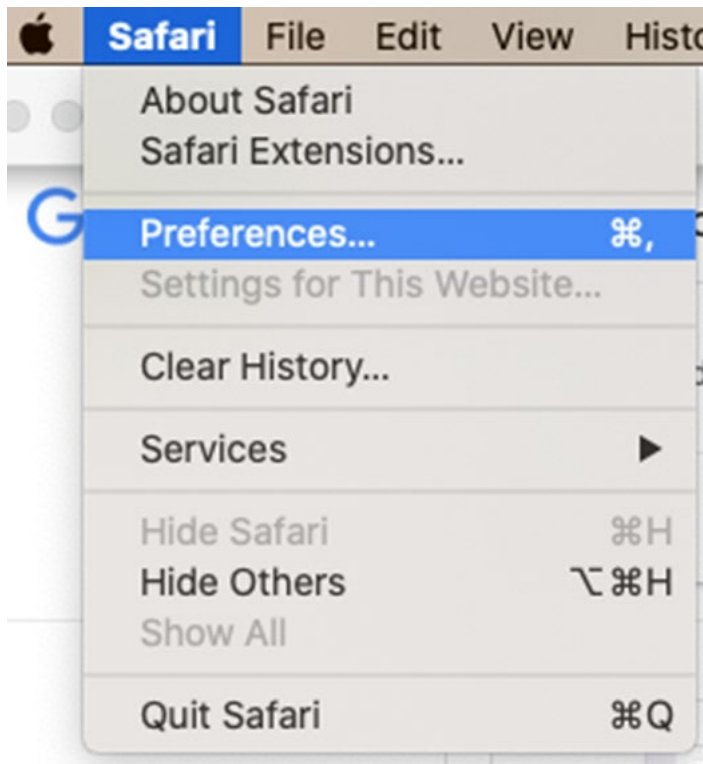 Safari File Edit View Histo
About Safari
Safari Extensions...
G
Preferences... ⌘,
Settings for This Website...
Clear History...
Services ▶
Hide Safari ⌘H
Hide Others ⌥⌘H
Show All
Quit Safari ⌘Q